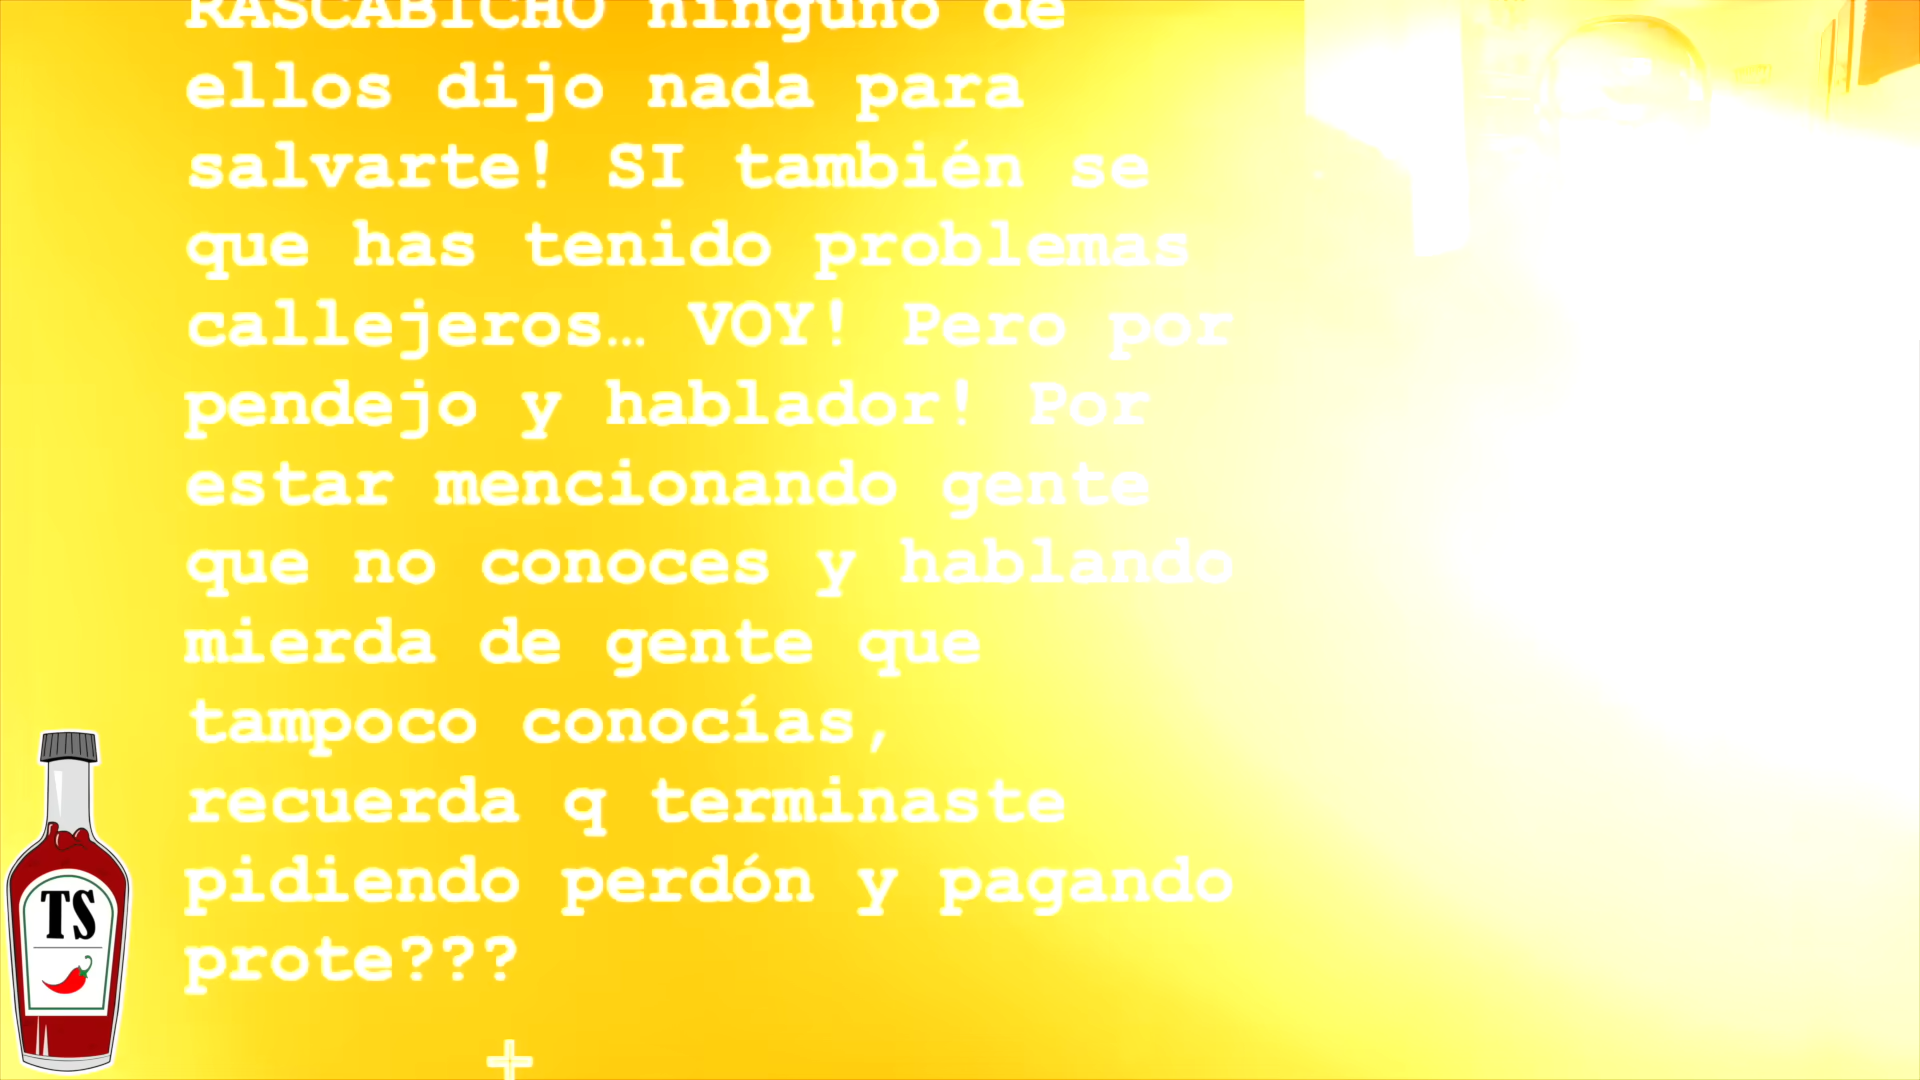 RASCABICHO ninguno de
ellos dijo nada para
salvarte! SI también se
que has tenido problemas
callejeros… VOY! Pero por
pendejo y hablador! Por
estar mencionando gente
que no conoces y hablando
mierda de gente que
tampoco conocías,
recuerda q terminaste
pidiendo perdón y pagando
prote???
TS